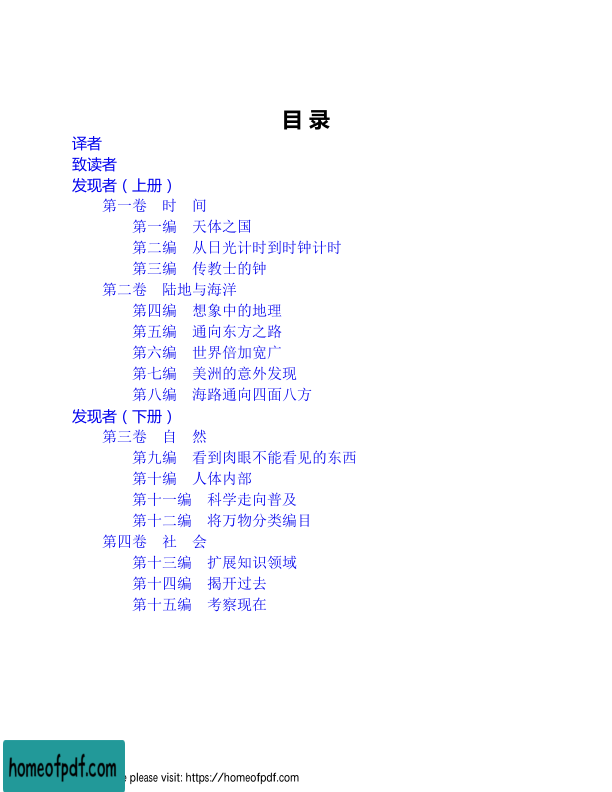 目 录
译者
致读者
发现者（上册）
第一卷　时　间
第一编　天体之国
第二编　从日光计时到时钟计时
第三编　传教士的钟
第二卷　陆地与海洋
第四编　想象中的地理
第五编　通向东方之路
第六编　世界倍加宽广
第七编　美洲的意外发现
第八编　海路通向四面八方
发现者（下册）
第三卷　自　然
第九编　看到肉眼不能看见的东西
第十编　人体内部
第十一编　科学走向普及
第十二编　将万物分类编目
第四卷　社　会
第十三编　扩展知识领域
第十四编　揭开过去
第十五编　考察现在
homeofpdf.com
please visit: https://homeofpdf.com